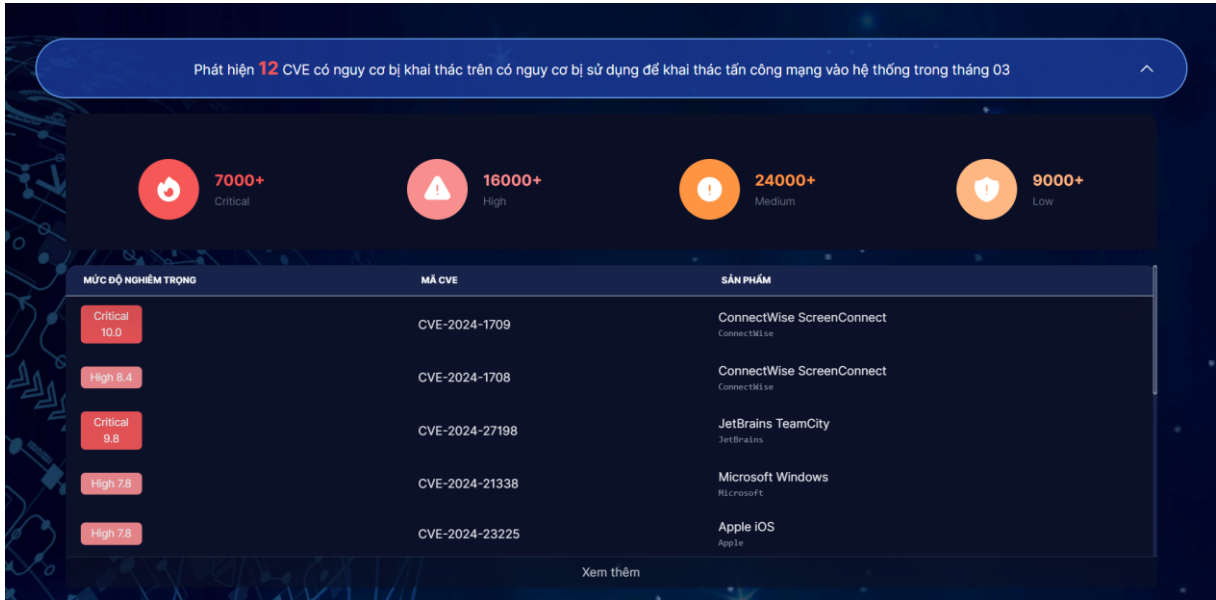 Phát hiện 12 CVE có nguy cơ bị khai thác trên có nguy cơ bị sử dụng để khai thác tấn công mạng vào hệ thống trong tháng 03
7000+
Critical
16000+
High
24000+
Medium
9000+
Low
MỨC ĐỘ NGHIÊM TRỌNG MÃ CVE SẢN PHẨM
Critical
10.0
CVE-2024-1709
ConnectWise ScreenConnect
ConnectWise
High 8.4
CVE-2024-1708
ConnectWise ScreenConnect
ConnectWise
Critical
9.8
CVE-2024-27198
JetBrains TeamCity
JetBrains
High 7.8
CVE-2024-21338
Microsoft Windows
Microsoft
High 7.8
CVE-2024-23225
Apple iOS
Apple
Xem thêm